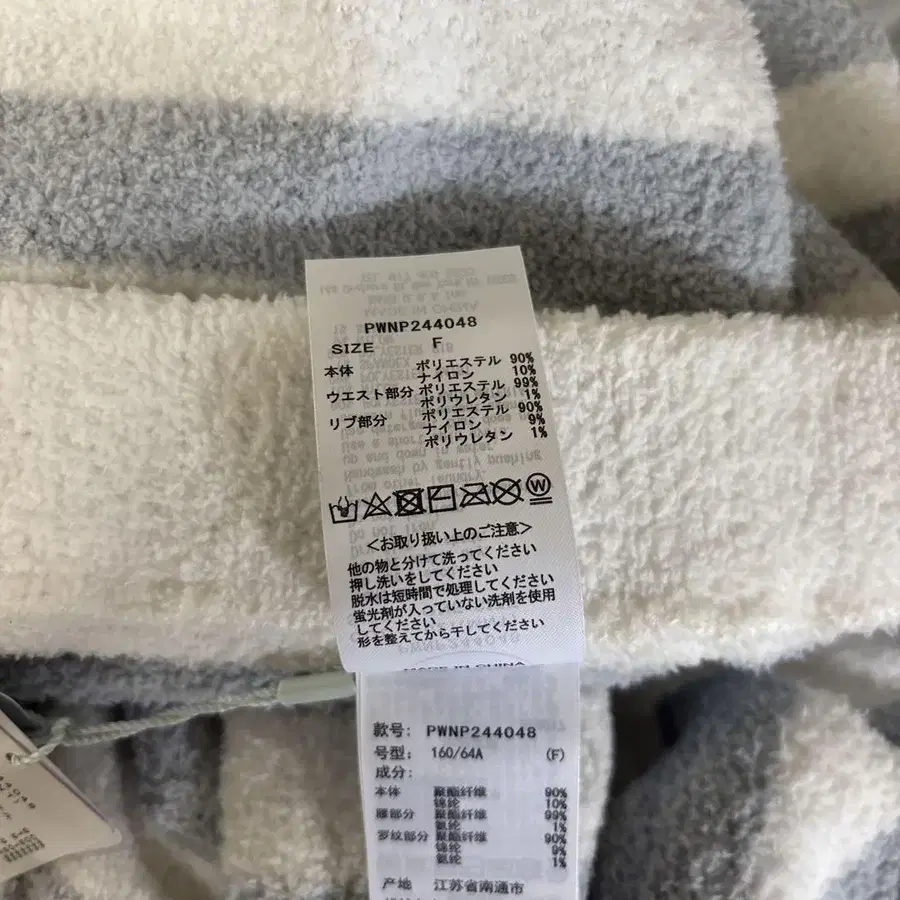 PWNP244048
SIZE F
本体 ポリエステル 90%
ナイロン 10%
ウエスト部分 ポリエステル 99%
ポリウレタン 1%
リブ部分 ポリエステル 90%
ナイロン 9%
ポリウレタン 1%
W
＜お取り扱い上のご注意＞
他の物と分けて洗ってください
押し洗いをしてください
脱水は短時間で処理してください
蛍光剤が入っていない洗剤を使用
してください
形を整えてから干してください
MADE IN CHINA
款号: PWNP244048
号型: 160/64A (F)
成分:
本体 聚酯纤维 90%
锦纶 10%
腰部分 聚酯纤维 99%
氨纶 1%
罗纹部分 聚酯纤维 90%
锦纶 9%
氨纶 1%
产地 江苏省南通市